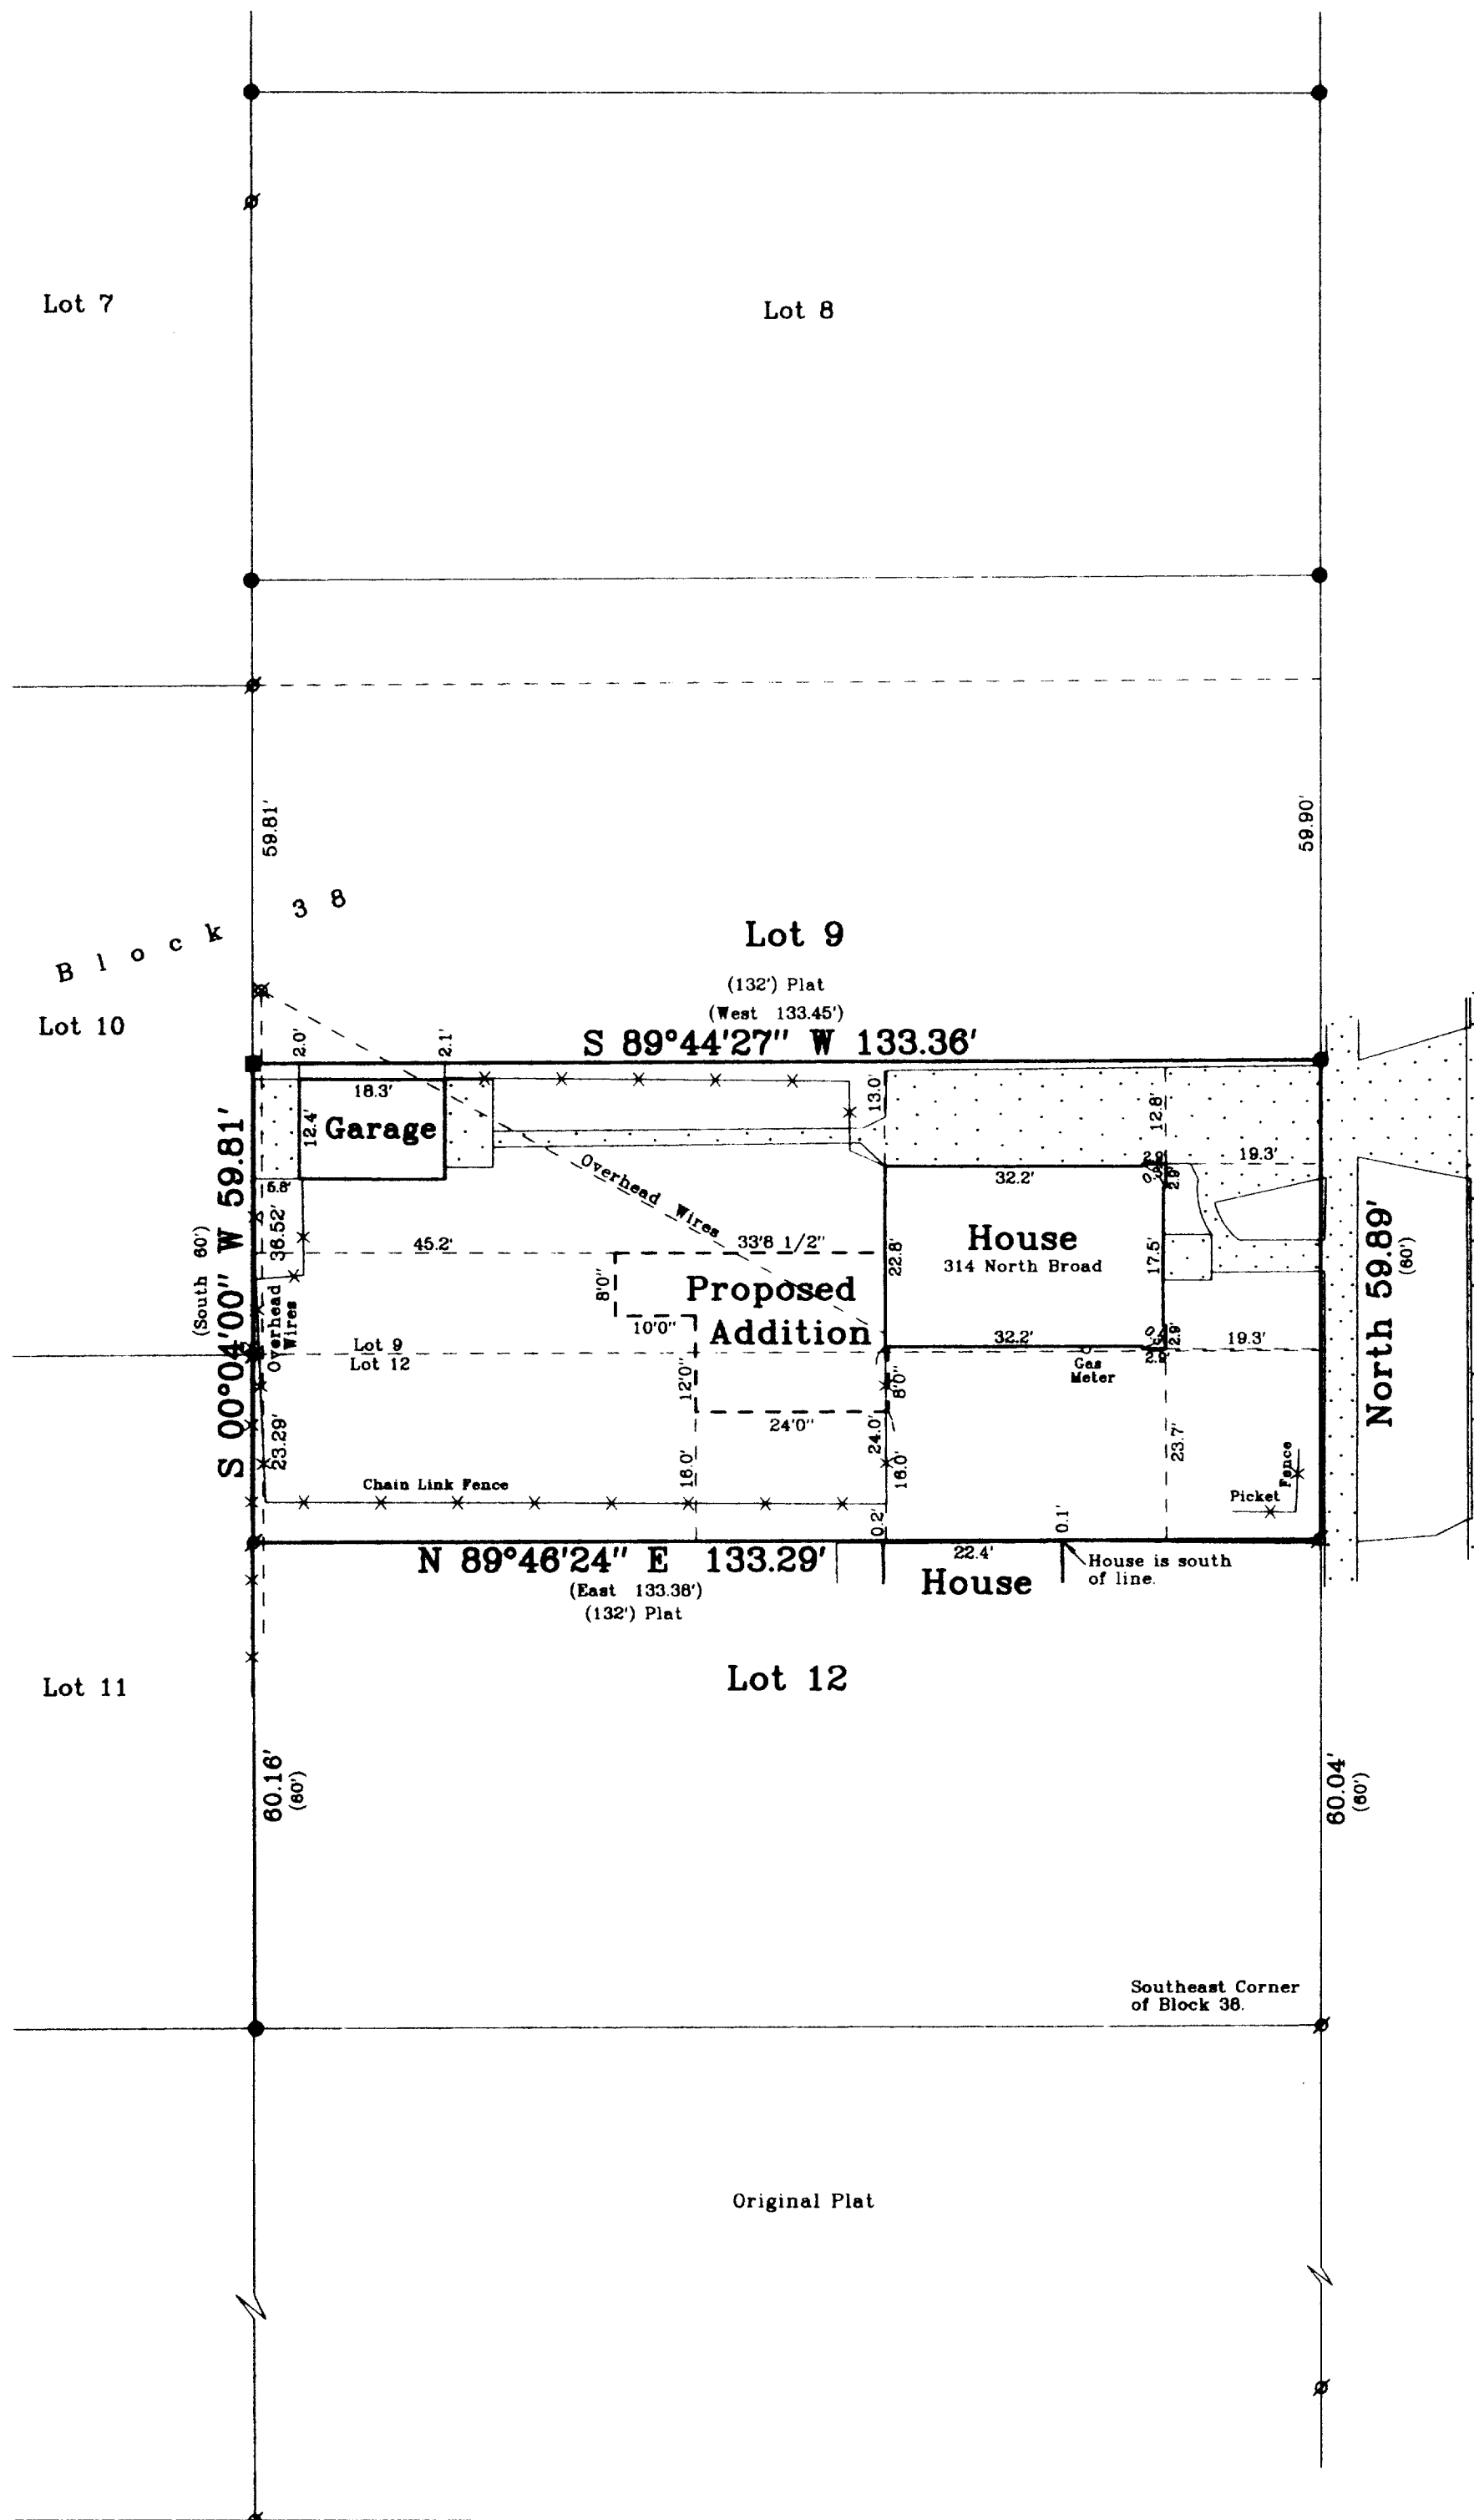 Lot 7
Lot 8
59.81'
59.90'
Block 38
Lot 9
(132') Plat
(West 133.45')
S 89°44'27" W 133.36'
Lot 10
2.0'
2.1'
18.3'
12.4'
Garage
13.0'
12.8'
19.3'
2.9'
32.2'
5.8'
S 00°04'00" W 59.81'
(South 60')
36.52'
Overhead Wires
45.2'
33'8 1/2"
22.8'
House
314 North Broad
17.5'
North 59.89'
(60')
8'0"
Proposed
Addition
10'0"
Overhead
Wires
Lot 9
Lot 12
32.2'
2.9'
19.3'
Gas
Meter
12'0"
8'0"
24'0"
24.0'
23.29'
16.0'
16.0'
23.7'
Chain Link Fence
Picket Fence
0.2'
0.1'
N 89°46'24" E 133.29'
(East 133.38')
(132') Plat
22.4'
House
House is south
of line.
Lot 11
Lot 12
60.16'
(60')
60.04'
(60')
Southeast Corner
of Block 38.
Original Plat